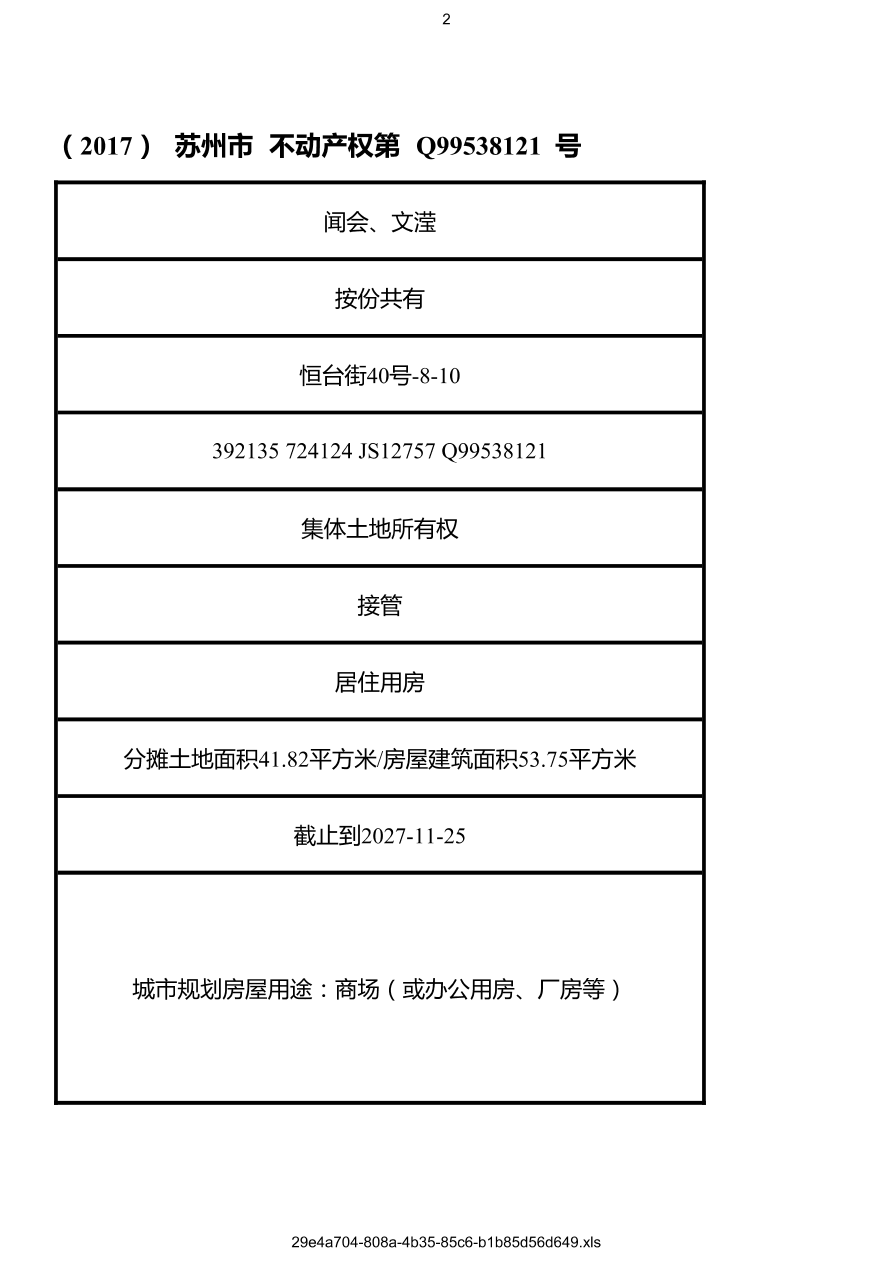 2
（2017） 苏州市 不动产权第 Q99538121 号
闻会、文滢
按份共有
恒台街40号-8-10
392135 724124 JS12757 Q99538121
集体土地所有权
接管
居住用房
分摊土地面积41.82平方米/房屋建筑面积53.75平方米
截止到2027-11-25
城市规划房屋用途：商场（或办公用房、厂房等）
29e4a704-808a-4b35-85c6-b1b85d56d649.xls